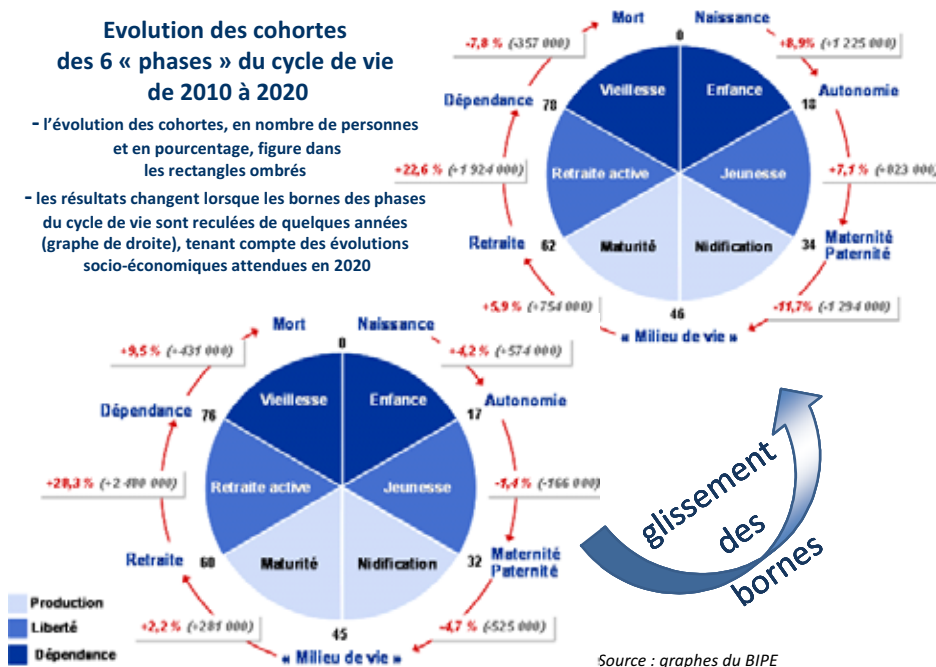 Evolution des cohortes
des 6 « phases » du cycle de vie
de 2010 à 2020
- l'évolution des cohortes, en nombre de personnes
et en pourcentage, figure dans
les rectangles ombrés
- les résultats changent lorsque les bornes des phases
du cycle de vie sont reculées de quelques années
(graphe de droite), tenant compte des évolutions
socio-économiques attendues en 2020
Mort
Naissance
0
-7,8 % (-357 000)
+8,9% (+1 225 000)
Dépendance
78
Vieillesse
Enfance
18
Autonomie
+22,6 % (+1 924 000)
Retraite active
Jeunesse
+7,1 % (+823 000)
Retraite
62
Maturité
Nidification
34
Maternité
Paternité
+5,9 % (+754 000)
46
-11,7% (-1 294 000)
« Milieu de vie »
Mort
Naissance
0
+9,5 % (+431 000)
+4,2 % (+574 000)
Dépendance
76
Vieillesse
Enfance
17
Autonomie
+28,3 % (+2 400 000)
Retraite active
Jeunesse
-1,4 % (-166 000)
Retraite
60
Maturité
Nidification
32
Maternité
Paternité
+2,2 % (+281 000)
45
-4,7 % (-525 000)
« Milieu de vie »
Production
Liberté
Dépendance
glissement
des
bornes
Source : graphes du BIPE